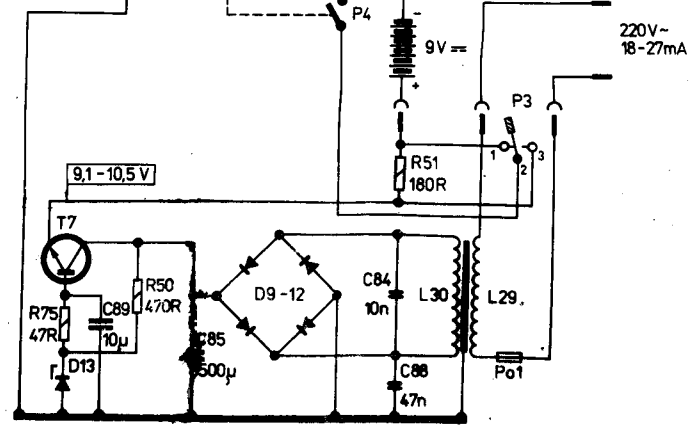 P4
9V
220V~
18-27mA
P3
+
-
1
2
3
R51
180R
9,1-10,5 V
T7
R50
470R
R75
47R
C89
10µ
D13
C85
500µ
D9-12
C84
10n
L30
L29
C88
47n
Po1